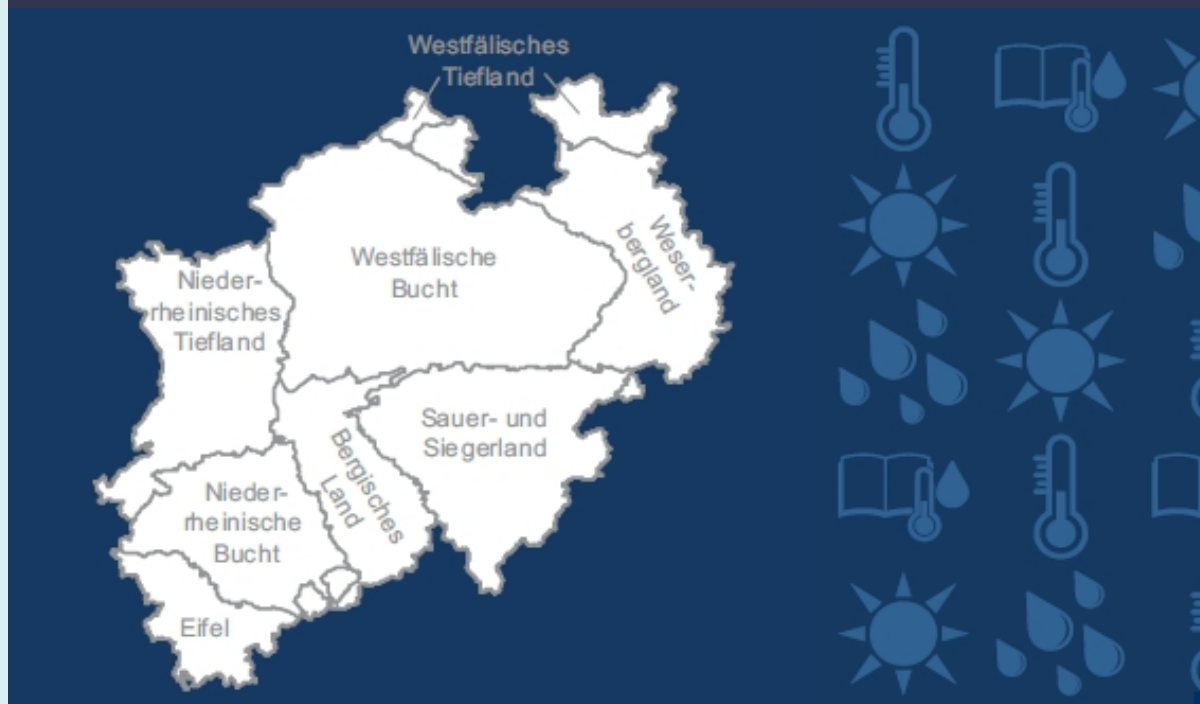 Westfälisches
Tiefland
Weser-
bergland
Westfälische
Bucht
Nieder-
rheinisches
Tiefland
Sauer- und
Siegerland
Bergisches
Land
Nieder-
rheinische
Bucht
Eifel